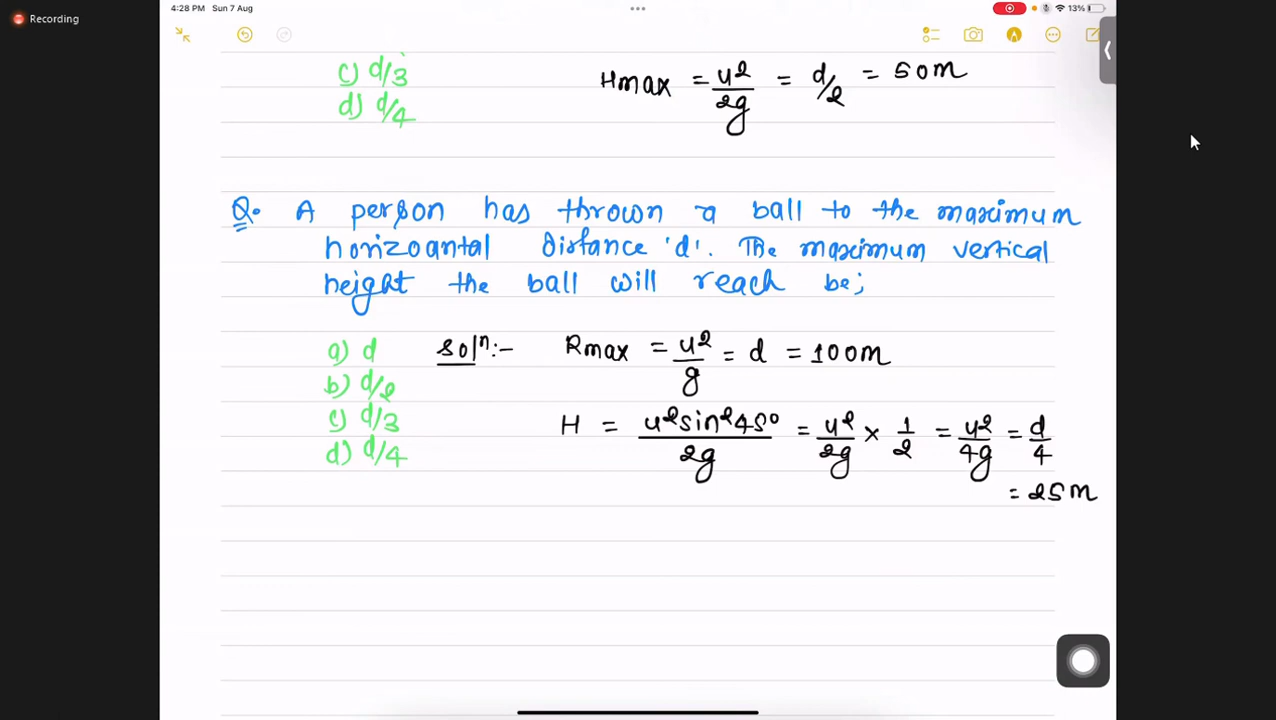 4:28 PM Sun 7 Aug
13%
Recording
c) d/3
Hmax = u²/2g = d/2 = 50m
d) d/4
Q. A person has thrown a ball to the maximum
horizoantal distance 'd'. The maximum vertical
height the ball will reach be;
a) d solⁿ:- Rmax = u²/g = d = 100m
b) d/2
c) d/3 H = u²sin²45°/2g = u²/2g × 1/2 = u²/4g = d/4
d) d/4
= 25m